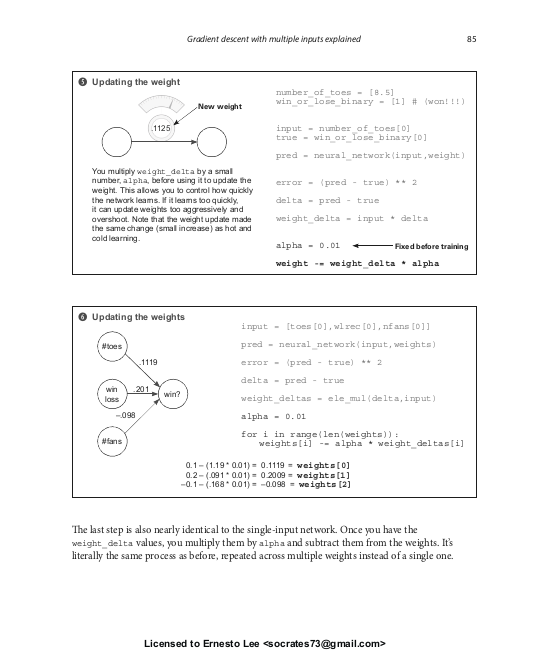 Gradient descent with multiple inputs explained 85
5 Updating the weight
New weight
.1125
You multiply weight_delta by a small
number, alpha, before using it to update the
weight. This allows you to control how quickly
the network learns. If it learns too quickly,
it can update weights too aggressively and
overshoot. Note that the weight update made
the same change (small increase) as hot and
cold learning.
number_of_toes = [8.5]
win_or_lose_binary = [1] # (won!!!)
input = number_of_toes[0]
true = win_or_lose_binary[0]
pred = neural_network(input,weight)
error = (pred - true) ** 2
delta = pred - true
weight_delta = input * delta
alpha = 0.01 Fixed before training
weight -= weight_delta * alpha
6 Updating the weights
#toes
.1119
win
loss
.201
win?
–.098
#fans
input = [toes[0],wlrec[0],nfans[0]]
pred = neural_network(input,weights)
error = (pred - true) ** 2
delta = pred - true
weight_deltas = ele_mul(delta,input)
alpha = 0.01
for i in range(len(weights)):
weights[i] -= alpha * weight_deltas[i]
0.1 – (1.19 * 0.01) = 0.1119 = weights[0]
0.2 – (.091 * 0.01) = 0.2009 = weights[1]
–0.1 – (.168 * 0.01) = –0.098 = weights[2]
The last step is also nearly identical to the single-input network. Once you have the
weight_delta values, you multiply them by alpha and subtract them from the weights. It's
literally the same process as before, repeated across multiple weights instead of a single one.
Licensed to Ernesto Lee <socrates73@gmail.com>